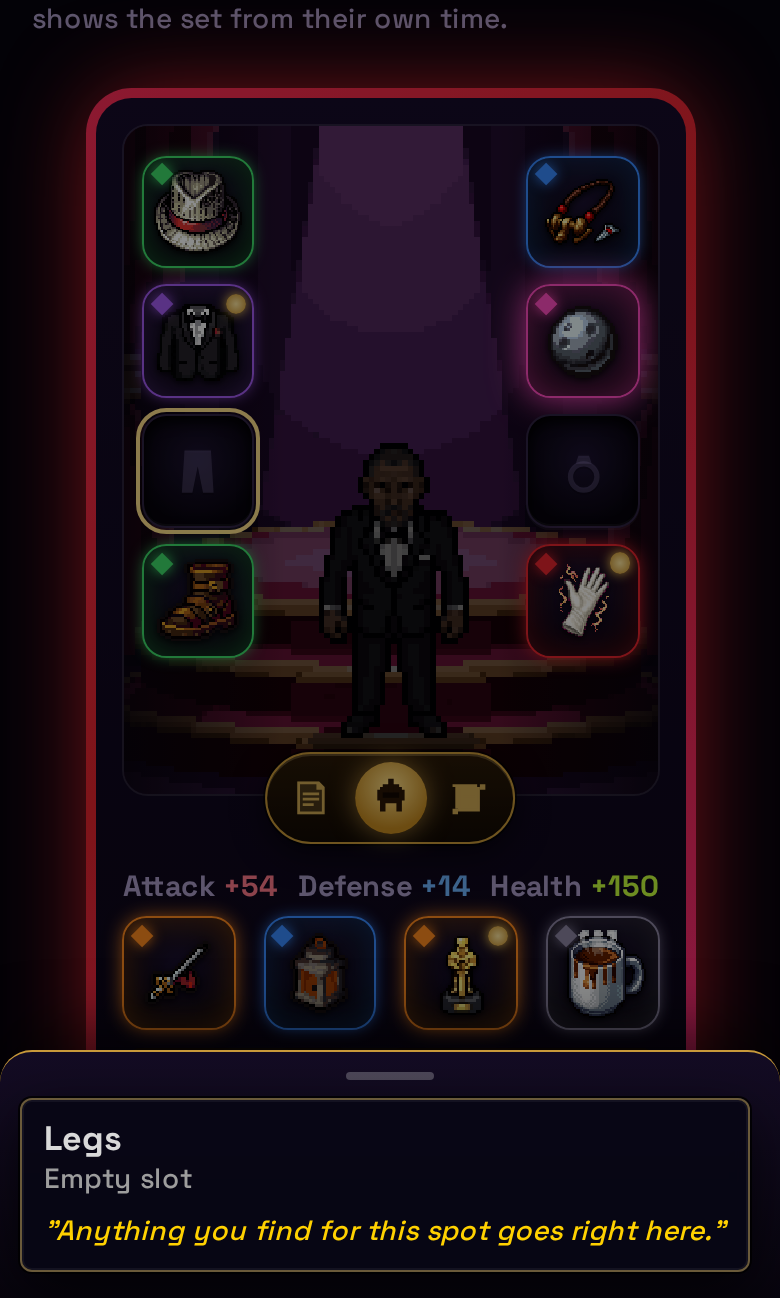 shows the set from their own time.
Attack +54 Defense +14 Health +150
Legs
Empty slot
"Anything you find for this spot goes right here."